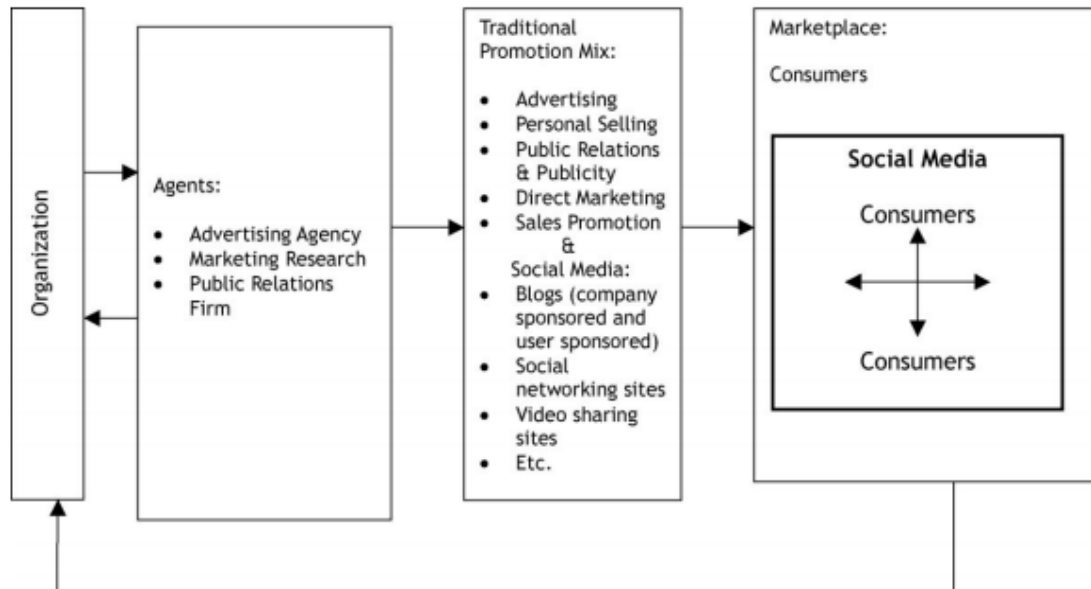 Organization
Agents:
• Advertising Agency
• Marketing Research
• Public Relations
Firm
Traditional
Promotion Mix:
• Advertising
• Personal Selling
• Public Relations
& Publicity
• Direct Marketing
• Sales Promotion
&
Social Media:
• Blogs (company
sponsored and
user sponsored)
• Social
networking sites
• Video sharing
sites
• Etc.
Marketplace:
Consumers
Social Media
Consumers
Consumers